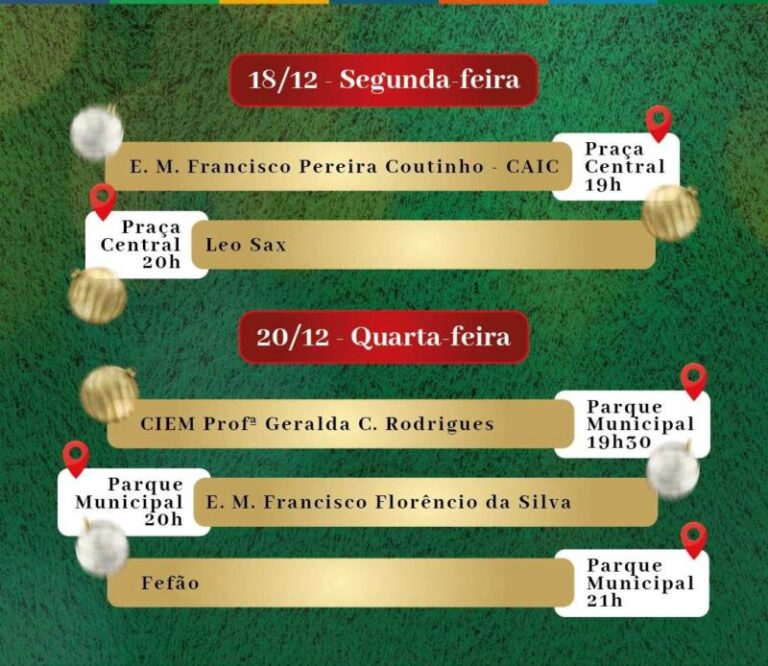 18/12 - Segunda-feira
E. M. Francisco Pereira Coutinho - CAIC
Praça
Central
19h
Praça
Central
20h
Leo Sax
20/12 - Quarta-feira
CIEM Profª Geralda C. Rodrigues
Parque
Municipal
19h30
Parque
Municipal
20h
E. M. Francisco Florêncio da Silva
Fefão
Parque
Municipal
21h